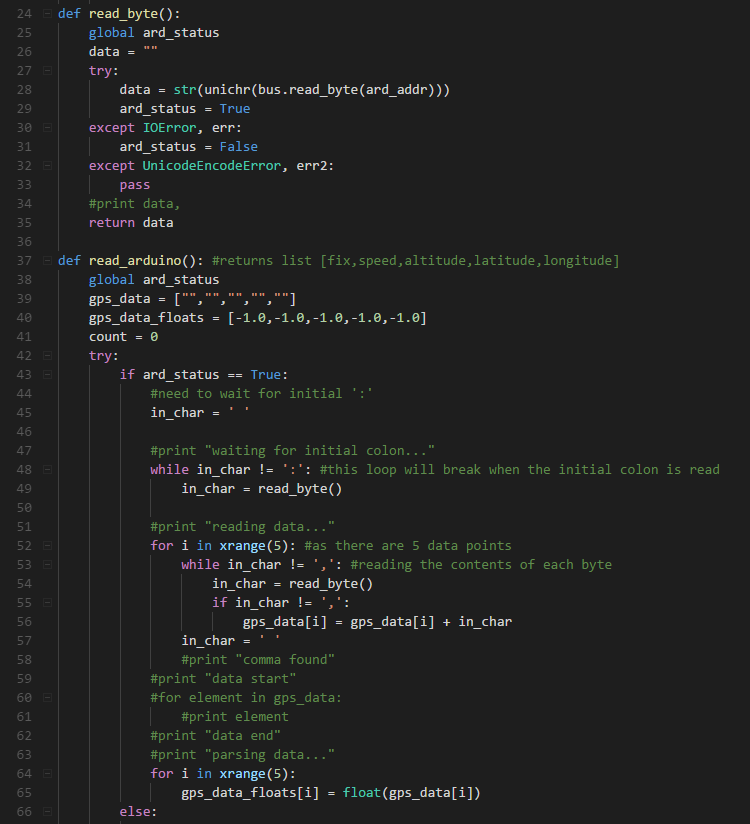 24 def read_byte():
25     global ard_status
26     data = ""
27     try:
28         data = str(unichr(bus.read_byte(ard_addr)))
29         ard_status = True
30     except IOError, err:
31         ard_status = False
32     except UnicodeEncodeError, err2:
33         pass
34     #print data,
35     return data
36
37 def read_arduino(): #returns list [fix,speed,altitude,latitude,longitude]
38     global ard_status
39     gps_data = ["","","","",""]
40     gps_data_floats = [-1.0,-1.0,-1.0,-1.0,-1.0]
41     count = 0
42     try:
43         if ard_status == True:
44             #need to wait for initial ':'
45             in_char = ' '
46
47             #print "waiting for initial colon..."
48             while in_char != ':': #this loop will break when the initial colon is read
49                 in_char = read_byte()
50
51             #print "reading data..."
52             for i in xrange(5): #as there are 5 data points
53                 while in_char != ',': #reading the contents of each byte
54                     in_char = read_byte()
55                     if in_char != ',':
56                         gps_data[i] = gps_data[i] + in_char
57                 in_char = ' '
58                 #print "comma found"
59             #print "data start"
60             #for element in gps_data:
61                 #print element
62             #print "data end"
63             #print "parsing data..."
64             for i in xrange(5):
65                 gps_data_floats[i] = float(gps_data[i])
66         else: